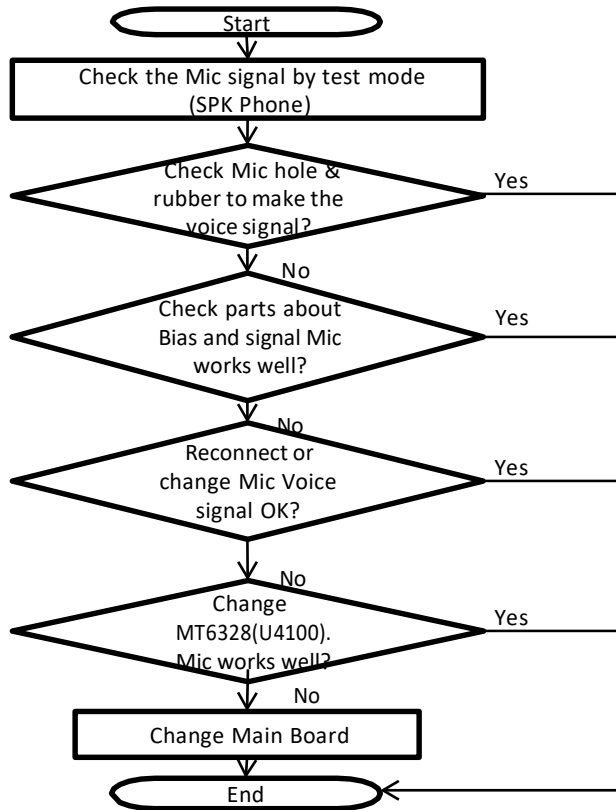 Start
Check the Mic signal by test mode
(SPK Phone)
Check Mic hole &
rubber to make the
voice signal?
Yes
No
Check parts about
Bias and signal Mic
works well?
Yes
No
Reconnect or
change Mic Voice
signal OK?
Yes
No
Change
MT6328(U4100).
Mic works well?
Yes
No
Change Main Board
End